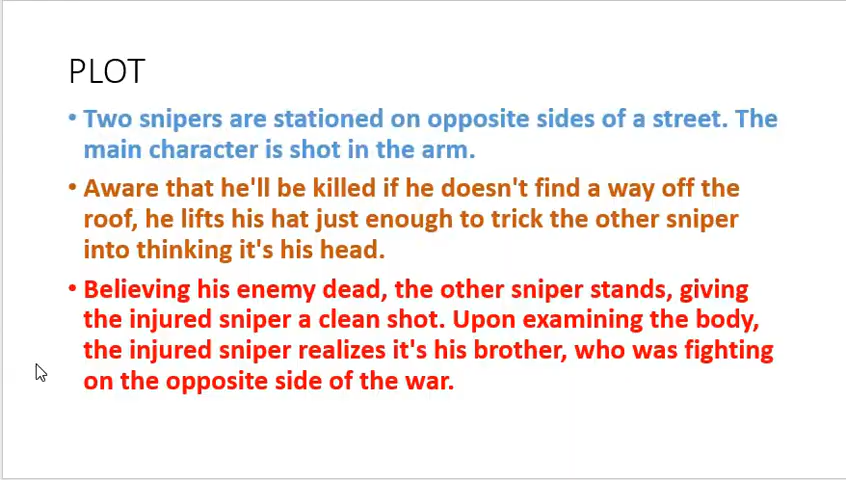 PLOT
• Two snipers are stationed on opposite sides of a street. The
main character is shot in the arm.
• Aware that he'll be killed if he doesn't find a way off the
roof, he lifts his hat just enough to trick the other sniper
into thinking it's his head.
• Believing his enemy dead, the other sniper stands, giving
the injured sniper a clean shot. Upon examining the body,
the injured sniper realizes it's his brother, who was fighting
on the opposite side of the war.